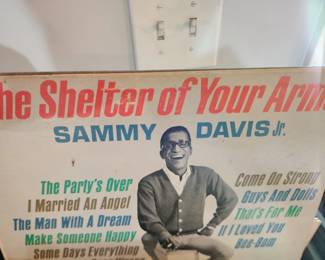 he Shelter of Your Arm
SAMMY DAVIS Jr.
The Party's Over
I Married An Angel
The Man With A Dream
Make Someone Happy
Some Days Everything
Come On Strong
Guys And Dolls
That's For Me
If I Loved You
Bee-Bom